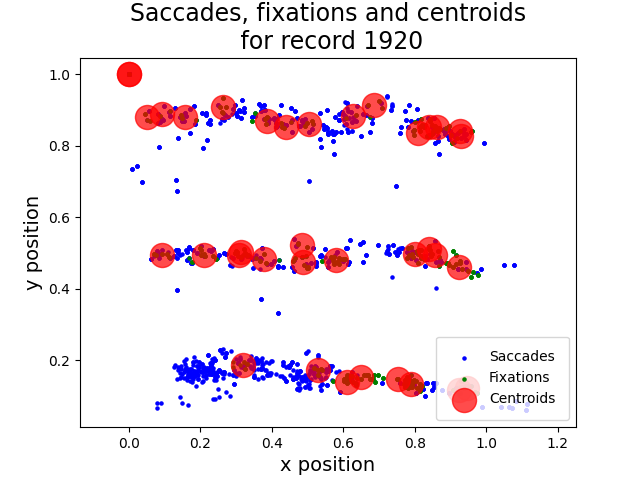 Saccades, fixations and centroids
for record 1920
1.0
0.8
0.6
0.4
0.2
y position
0.0
0.2
0.4
0.6
0.8
1.0
1.2
x position
Saccades
Fixations
Centroids